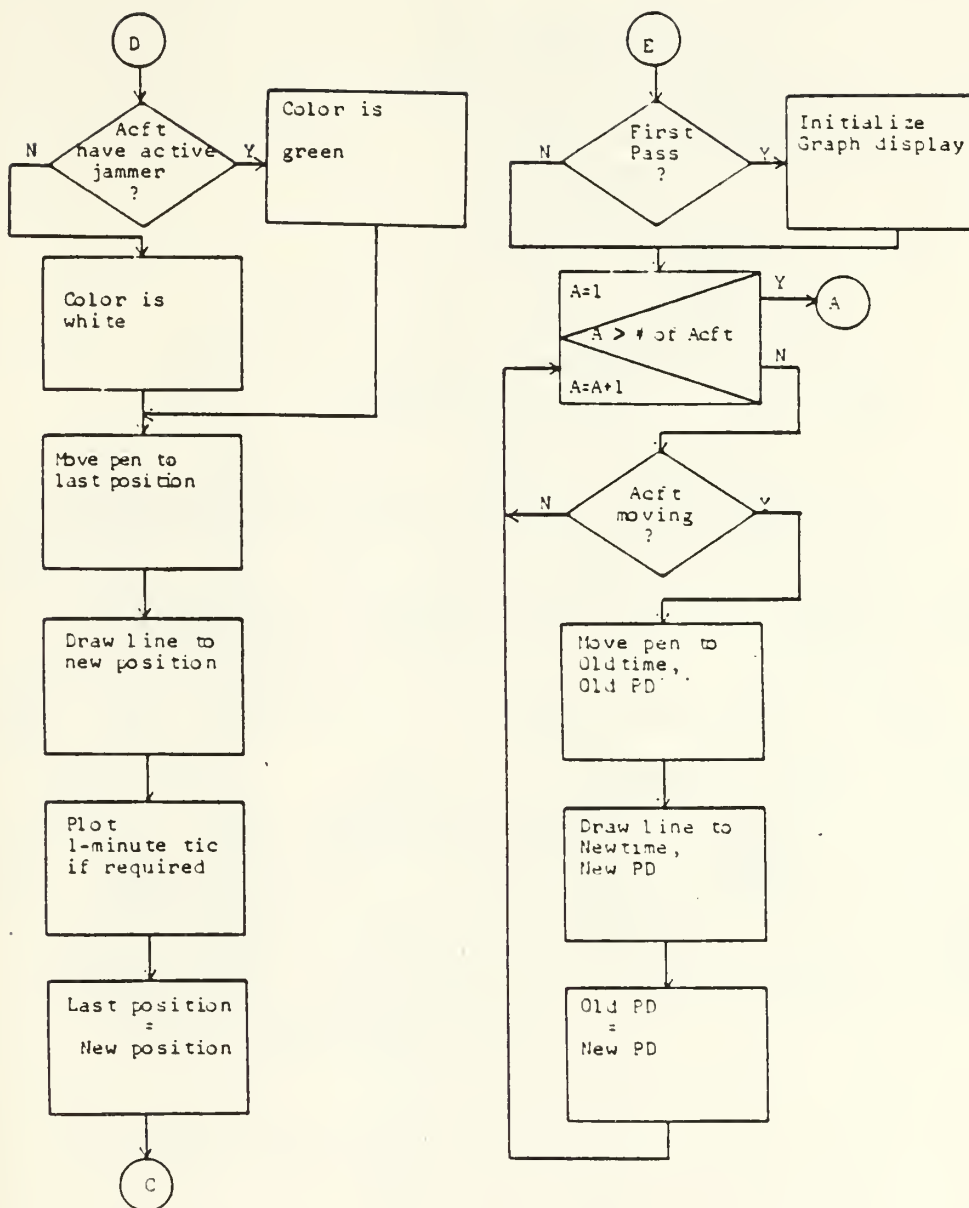 D
Acft
have active
jammer
?
N
Y
Color is
green
Color is
white
Move pen to
last position
Draw line to
new position
Plot
1-minute tic
if required
Last position
=
New position
C
E
First
Pass
?
N
Y
Initialize
Graph display
A=1
A > # of Acft
A=A+1
Y
A
N
Acft
moving
?
N
Y
Move pen to
Oldtime,
Old PD
Draw line to
Newtime,
New PD
Old PD
=
New PD